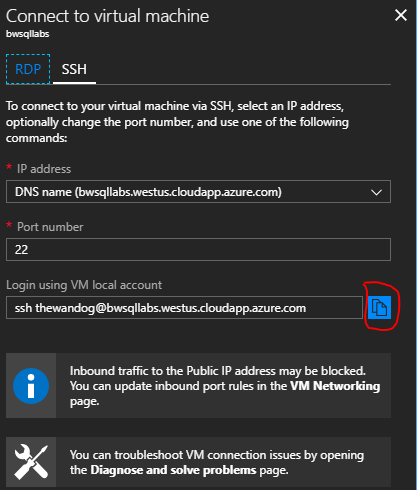 Connect to virtual machine
bwsqllabs
RDP SSH
To connect to your virtual machine via SSH, select an IP address,
optionally change the port number, and use one of the following
commands:
* IP address
DNS name (bwsqllabs.westus.cloudapp.azure.com)
* Port number
22
Login using VM local account
ssh thewandog@bwsqllabs.westus.cloudapp.azure.com
Inbound traffic to the Public IP address may be blocked.
You can update inbound port rules in the VM Networking
page.
You can troubleshoot VM connection issues by opening
the Diagnose and solve problems page.